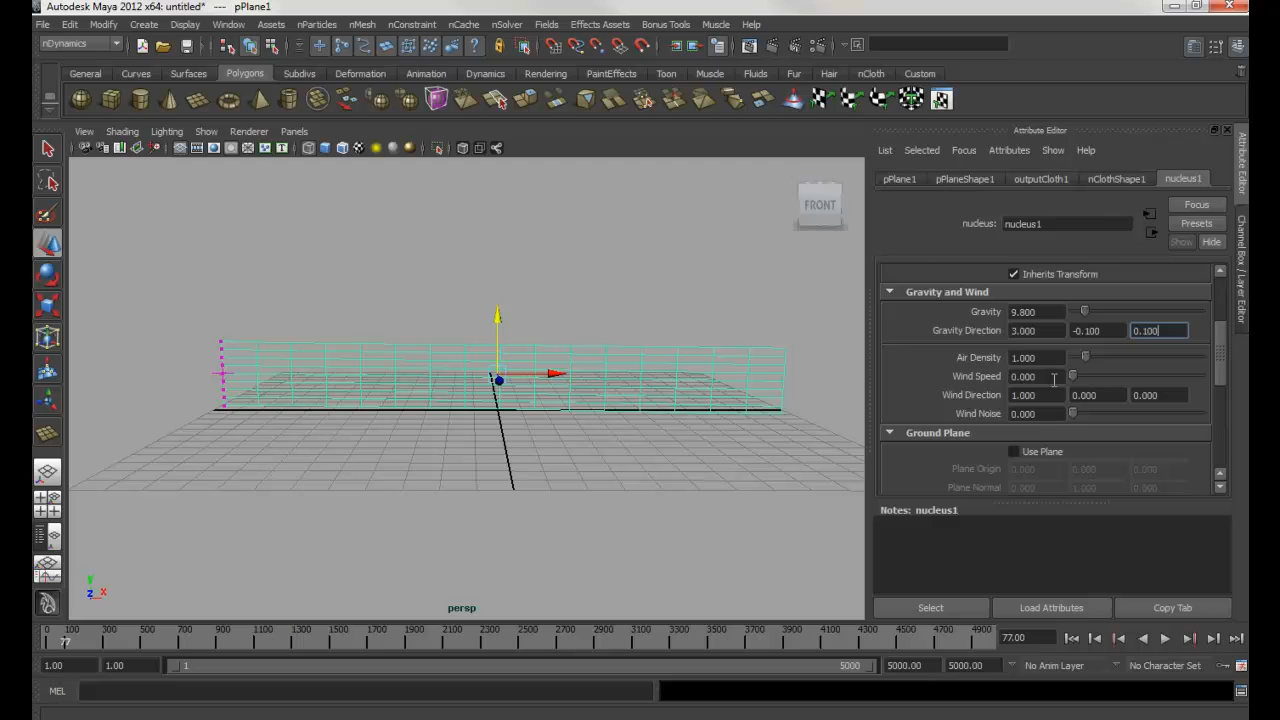 Autodesk Maya 2012 x64: untitled* --- pPlane1
File Edit Modify Create Display Window Assets nParticles nMesh nConstraint nCache nSolver Fields Effects Assets Bonus Tools Muscle Help
nDynamics
General Curves Surfaces Polygons Subdivs Deformation Animation Dynamics Rendering PaintEffects Toon Muscle Fluids Fur Hair nCloth Custom
View Shading Lighting Show Renderer Panels
FRONT
persp
y
z x
Attribute Editor
List Selected Focus Attributes Show Help
pPlane1 pPlaneShape1 outputCloth1 nClothShape1 nucleus1
nucleus: nucleus1
Focus
Presets
Show Hide
Inherits Transform
Gravity and Wind
Gravity 9.800
Gravity Direction 3.000 -0.100 0.100
Air Density 1.000
Wind Speed 0.000
Wind Direction 1.000 0.000 0.000
Wind Noise 0.000
Ground Plane
Use Plane
Plane Origin 0.000 0.000 0.000
Plane Normal 0.000 1.000 0.000
Notes: nucleus1
Select Load Attributes Copy Tab
Attribute Editor
Channel Box / Layer Editor
0 100 300 500 700 900 1100 1300 1500 1700 1900 2100 2300 2500 2700 2900 3100 3300 3500 3700 3900 4100 4300 4500 4700 4900
77 77.00
1.00 1.00 1 5000 5000.00 5000.00 No Anim Layer No Character Set
MEL